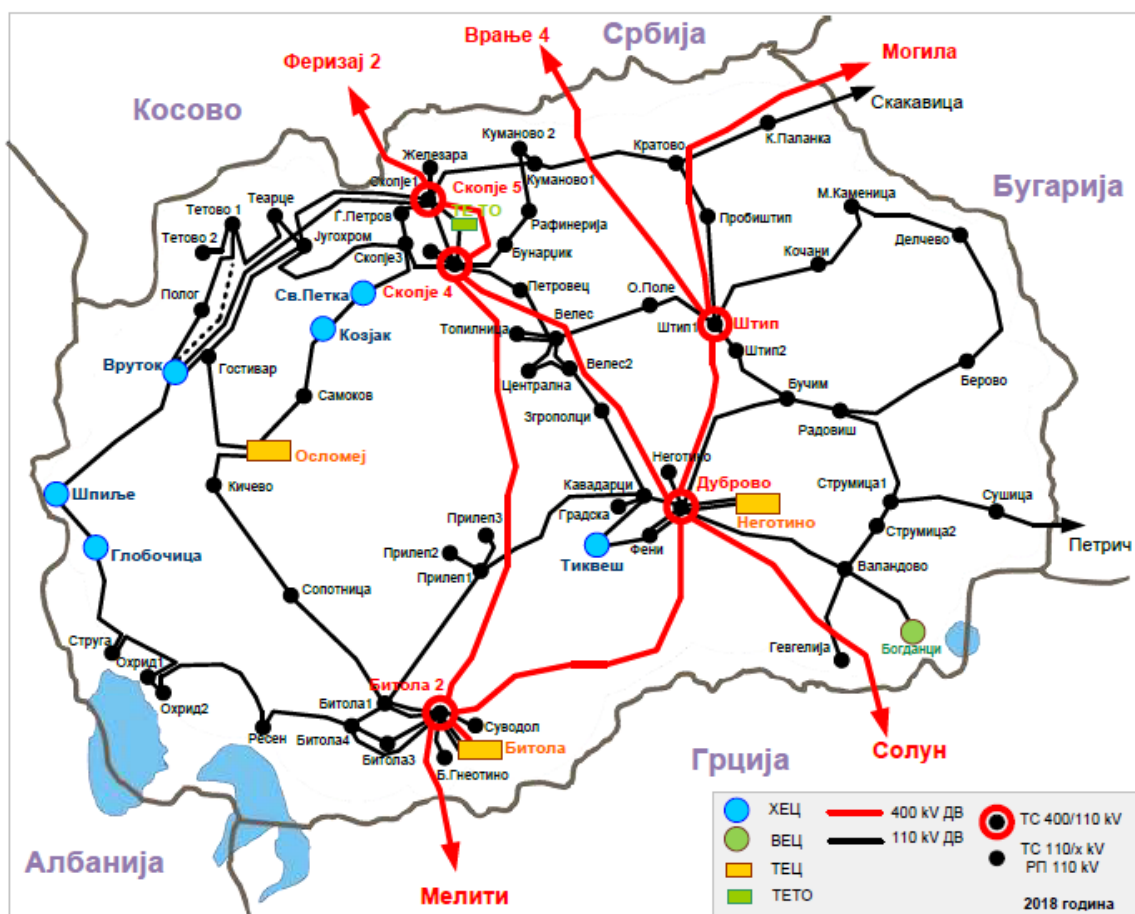 Србија
Врање 4
Могила
Феризај 2
Скакавица
Косово
Куманово 2
Кратово
К.Паланка
Железара
Скопје1
Скопје 5
Куманово1
Бугарија
М.Каменица
Теарце
Тетово 1
Ѓ.Петров
ТЕ-ТО
Рафинерија
Пробиштип
Тетово 2
Југохром
Скопје3
Бунарџик
Кочани
Делчево
Св.Петка
Скопје 4
Петровец
О.Поле
Полог
Козјак
Топилница
Велес
Штип1
Штип
Вруток
Гостивар
Велес2
Штип2
Централна
Бучим
Берово
Самоков
Згрополци
Радовиш
Осломеј
Неготино
Шпиље
Кичево
Кавадарци
Дуброво
Струмица1
Сушица
Прилеп3
Градска
Неготино
Струмица2
Петрич
Глобочица
Прилеп2
Фени
Тиквеш
Валандово
Прилеп1
Сопотница
Струга
Охрид1
Гевгелија
Богданци
Битола 2
Охрид2
Битола1
Суводол
Ресен
Битола4
Битола
Битола3
Б.Гнеотино
Грција
Солун
Албанија
Мелити
ХЕЦ
400 kV ДВ
ТС 400/110 kV
ВЕЦ
110 kV ДВ
ТС 110/x kV
РП 110 kV
ТЕЦ
ТЕТО
2018 година